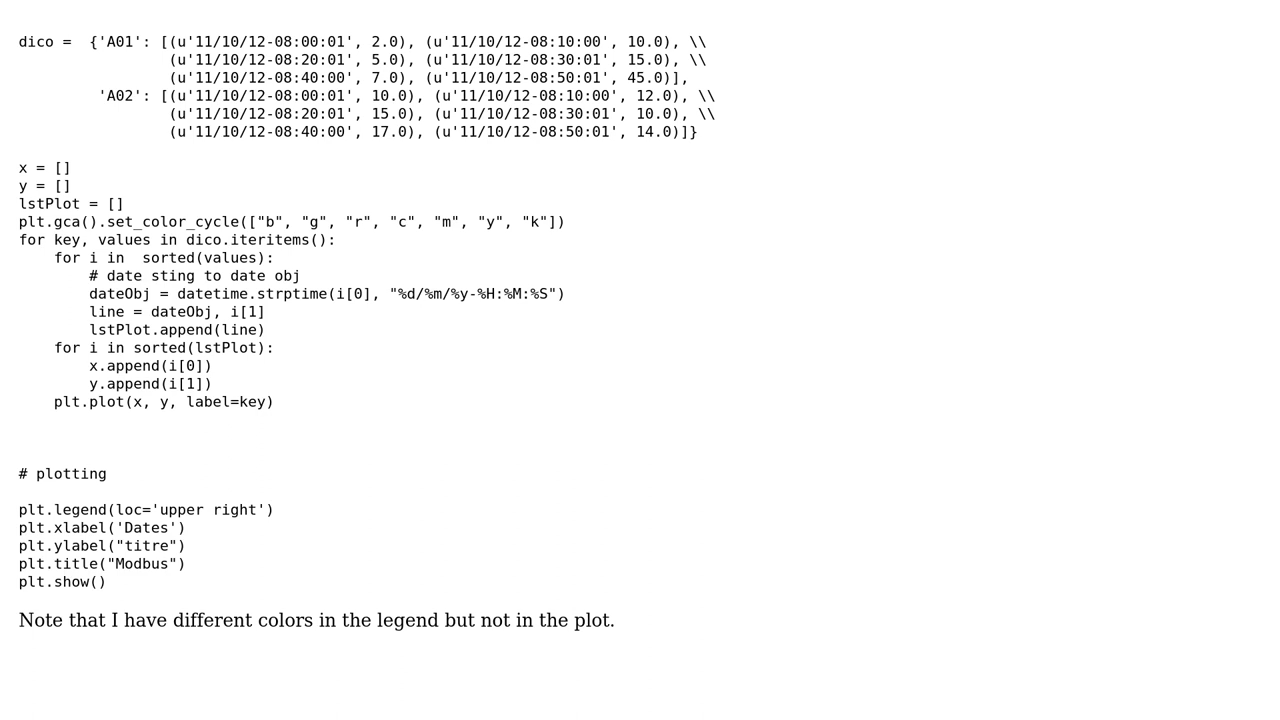 dico =  {'A01': [(u'11/10/12-08:00:01', 2.0), (u'11/10/12-08:10:00', 10.0), \\
                 (u'11/10/12-08:20:01', 5.0), (u'11/10/12-08:30:01', 15.0), \\
                 (u'11/10/12-08:40:00', 7.0), (u'11/10/12-08:50:01', 45.0)],
         'A02': [(u'11/10/12-08:00:01', 10.0), (u'11/10/12-08:10:00', 12.0), \\
                 (u'11/10/12-08:20:01', 15.0), (u'11/10/12-08:30:01', 10.0), \\
                 (u'11/10/12-08:40:00', 17.0), (u'11/10/12-08:50:01', 14.0)]}

x = []
y = []
lstPlot = []
plt.gca().set_color_cycle(["b", "g", "r", "c", "m", "y", "k"])
for key, values in dico.iteritems():
    for i in  sorted(values):
        # date sting to date obj
        dateObj = datetime.strptime(i[0], "%d/%m/%y-%H:%M:%S")
        line = dateObj, i[1]
        lstPlot.append(line)
    for i in sorted(lstPlot):
        x.append(i[0])
        y.append(i[1])
    plt.plot(x, y, label=key)

# plotting

plt.legend(loc='upper right')
plt.xlabel('Dates')
plt.ylabel("titre")
plt.title("Modbus")
plt.show()

Note that I have different colors in the legend but not in the plot.